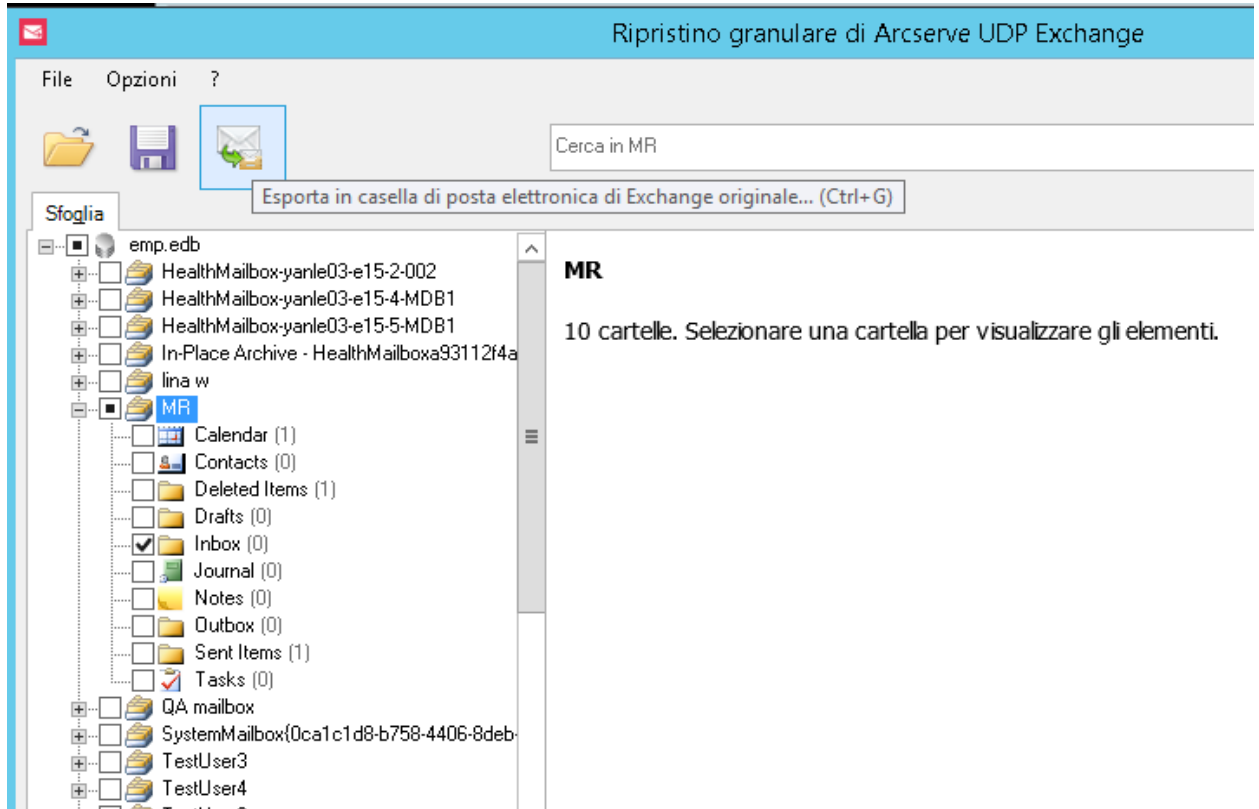 Ripristino granulare di Arcserve UDP Exchange
File Opzioni ?
Cerca in MR
Esporta in casella di posta elettronica di Exchange originale... (Ctrl+G)
Sfoglia
emp.edb
HealthMailbox-yanle03-e15-2-002
HealthMailbox-yanle03-e15-4-MDB1
HealthMailbox-yanle03-e15-5-MDB1
In-Place Archive - HealthMailboxa93112f4a
lina w
MR
Calendar (1)
Contacts (0)
Deleted Items (1)
Drafts (0)
Inbox (0)
Journal (0)
Notes (0)
Outbox (0)
Sent Items (1)
Tasks (0)
QA mailbox
SystemMailbox{0ca1c1d8-b758-4406-8deb-
TestUser3
TestUser4
MR
10 cartelle. Selezionare una cartella per visualizzare gli elementi.